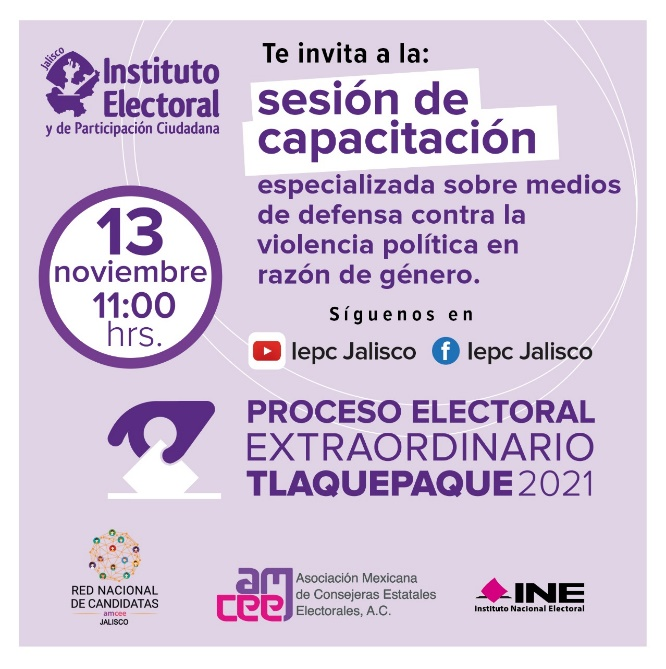 Jalisco
Instituto
Electoral
y de Participación Ciudadana
Te invita a la:
sesión de
capacitación
especializada sobre medios
de defensa contra la
violencia política en
razón de género.
13
noviembre
11:00
hrs.
Síguenos en
Iepc Jalisco
f Iepc Jalisco
PROCESO ELECTORAL
EXTRAORDINARIO
TLAQUEPAQUE 2021
RED NACIONAL
DE CANDIDATAS
amcee
JALISCO
am
cee
Asociación Mexicana
de Consejeras Estatales
Electorales, A.C.
INE
Instituto Nacional Electoral